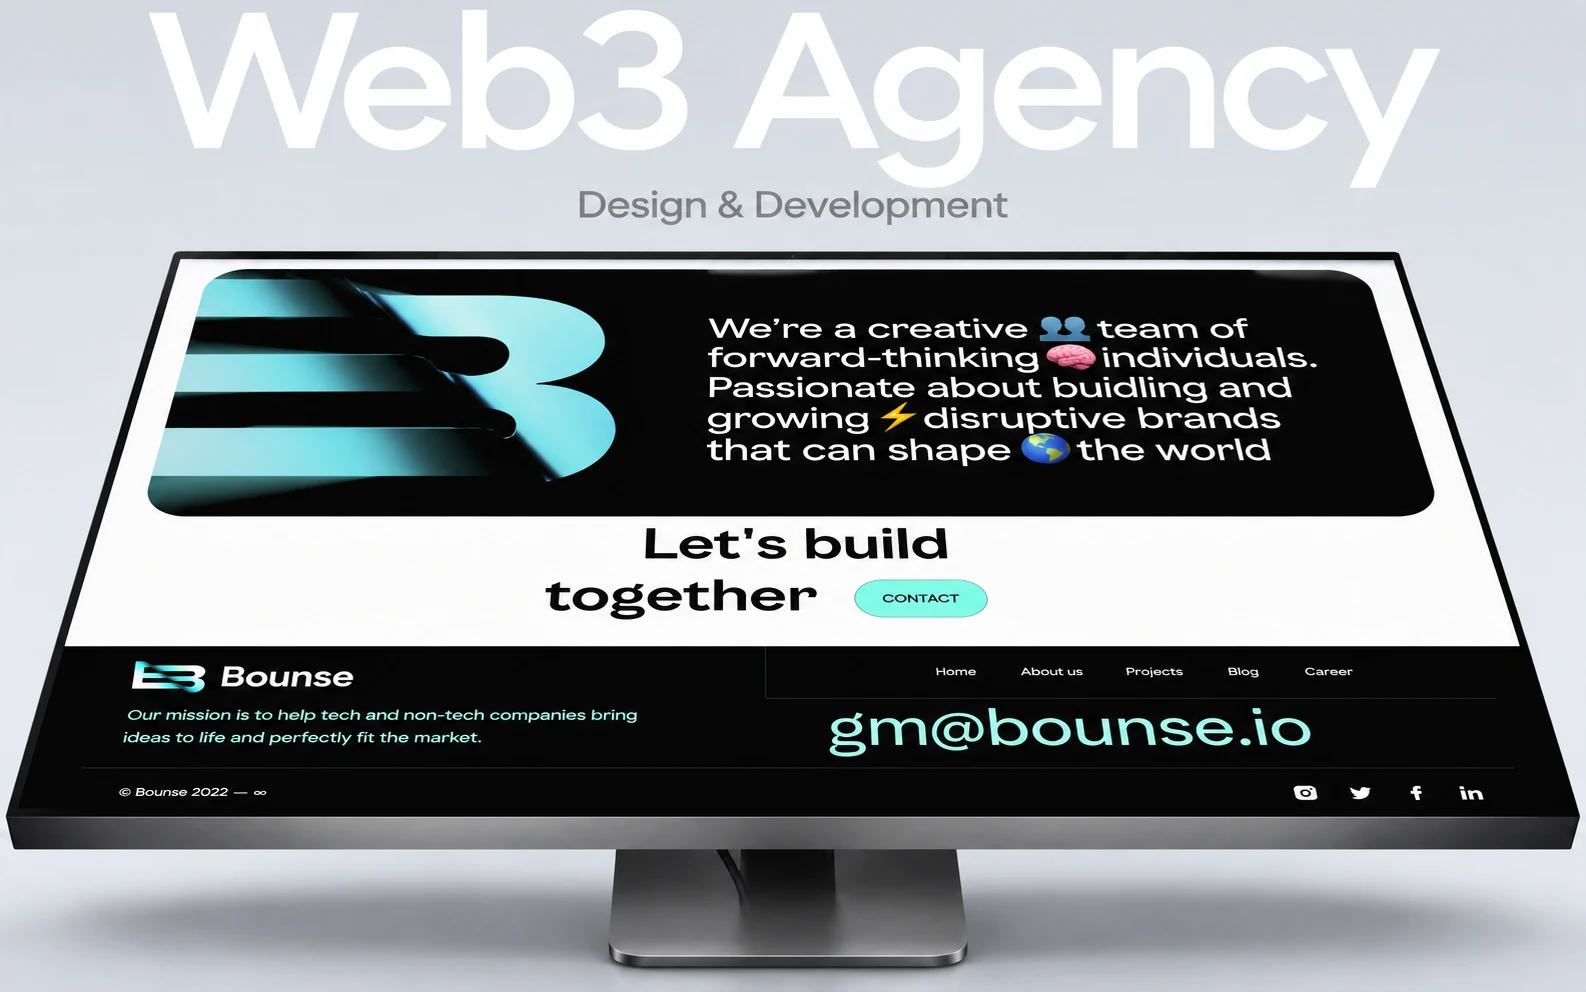 Web3 Agency
Design & Development
We’re a creative 👥 team of
forward-thinking 🧠 individuals.
Passionate about buidling and
growing ⚡ disruptive brands
that can shape 🌎 the world
Let's build
together
CONTACT
Bounse
Home About us Projects Blog Career
Our mission is to help tech and non-tech companies bring
ideas to life and perfectly fit the market.
gm@bounse.io
© Bounse 2022 — ∞